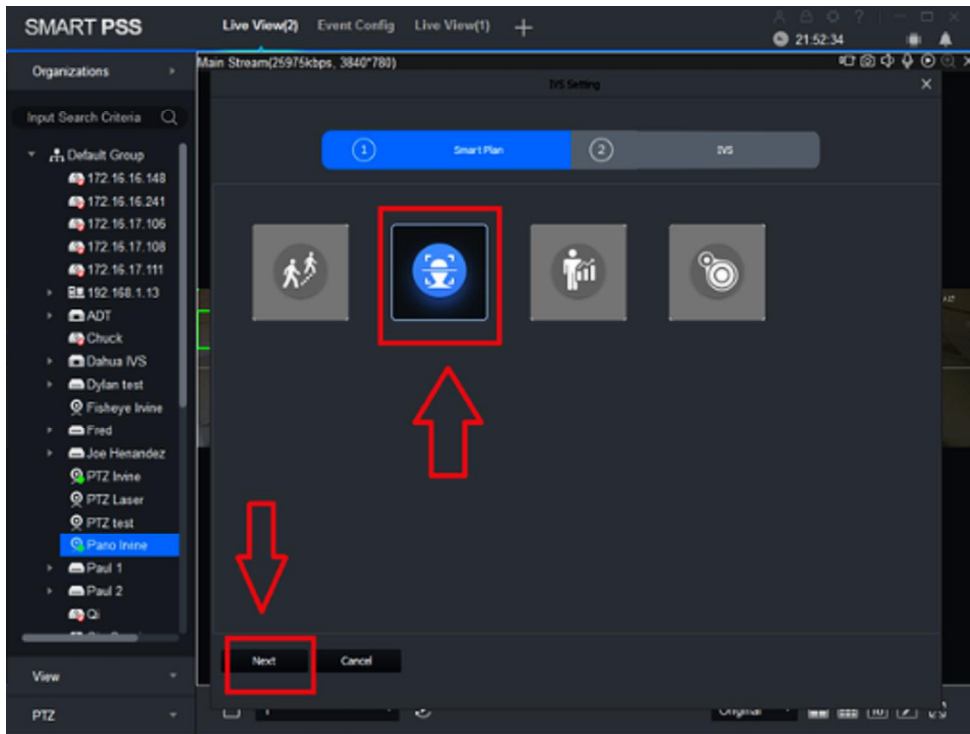 SMART PSS
Live View(2) Event Config Live View(1)
21:52:34
Organizations
Main Stream(25975kbps, 3840*780)
IVS Setting
Input Search Criteria
1 Smart Plan 2 IVS
Default Group
172.16.16.148
172.16.16.241
172.16.17.106
172.16.17.108
172.16.17.111
192.168.1.13
ADT
Chuck
Dahua IVS
Dylan test
Fisheye Irvine
Fred
Joe Henandez
PTZ Irvine
PTZ Laser
PTZ test
Pano Irvine
Paul 1
Paul 2
Qi
Next Cancel
View
PTZ
Original